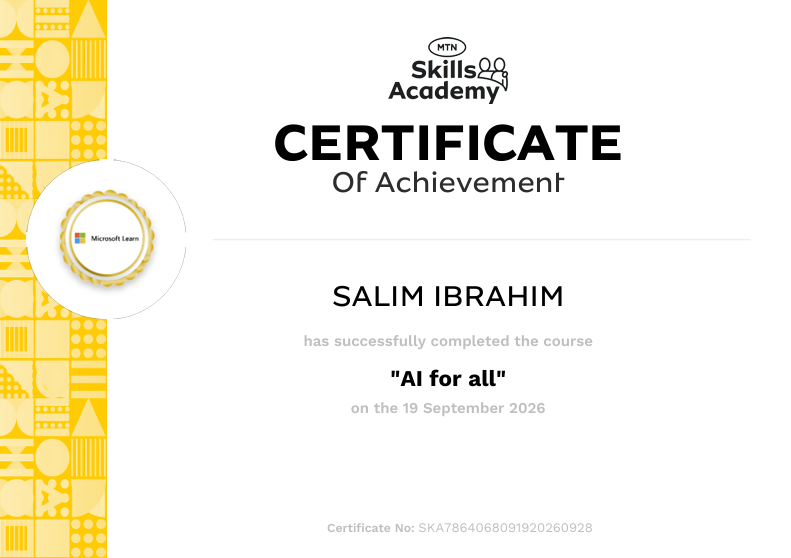 MTN
Skills
Academy
CERTIFICATE
Of Achievement
Microsoft Learn
SALIM IBRAHIM
has successfully completed the course
"AI for all"
on the 19 September 2026
Certificate No: SKA7864068091920260928